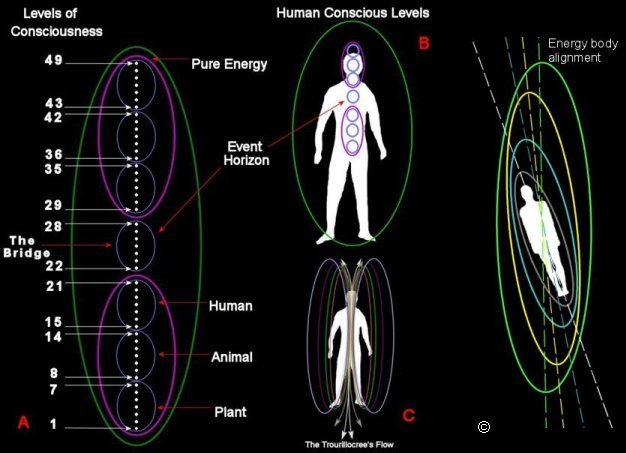 Levels of
Consciousness
49
43
42
36
35
29
28
22
21
15
14
8
7
1
The
Bridge
A
Pure Energy
Event
Horizon
Human
Animal
Plant
Human Conscious Levels
B
C
The Trourillocree's Flow
Energy body
alignment
©